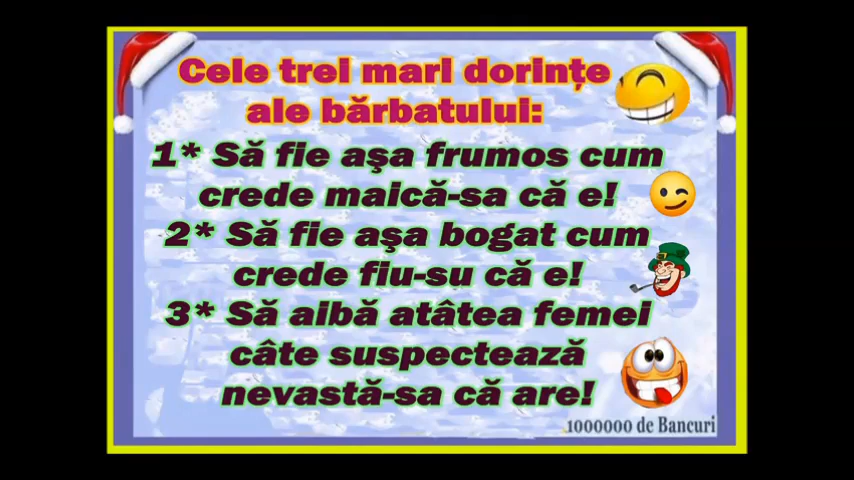 Cele trei mari dorințe
ale bărbatului:
1* Să fie aşa frumos cum
crede maică-sa că e!
2* Să fie aşa bogat cum
crede fiu-su că e!
3* Să aibă atâtea femei
câte suspectează
nevastă-sa că are!
1000000 de Bancuri